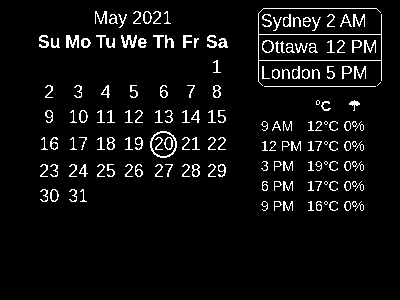 May 2021
Su Mo Tu We Th Fr Sa
1
2 3 4 5 6 7 8
9 10 11 12 13 14 15
16 17 18 19 20 21 22
23 24 25 26 27 28 29
30 31
Sydney 2 AM
Ottawa 12 PM
London 5 PM
°C ☂
9 AM 12°C 0%
12 PM 17°C 0%
3 PM 19°C 0%
6 PM 17°C 0%
9 PM 16°C 0%